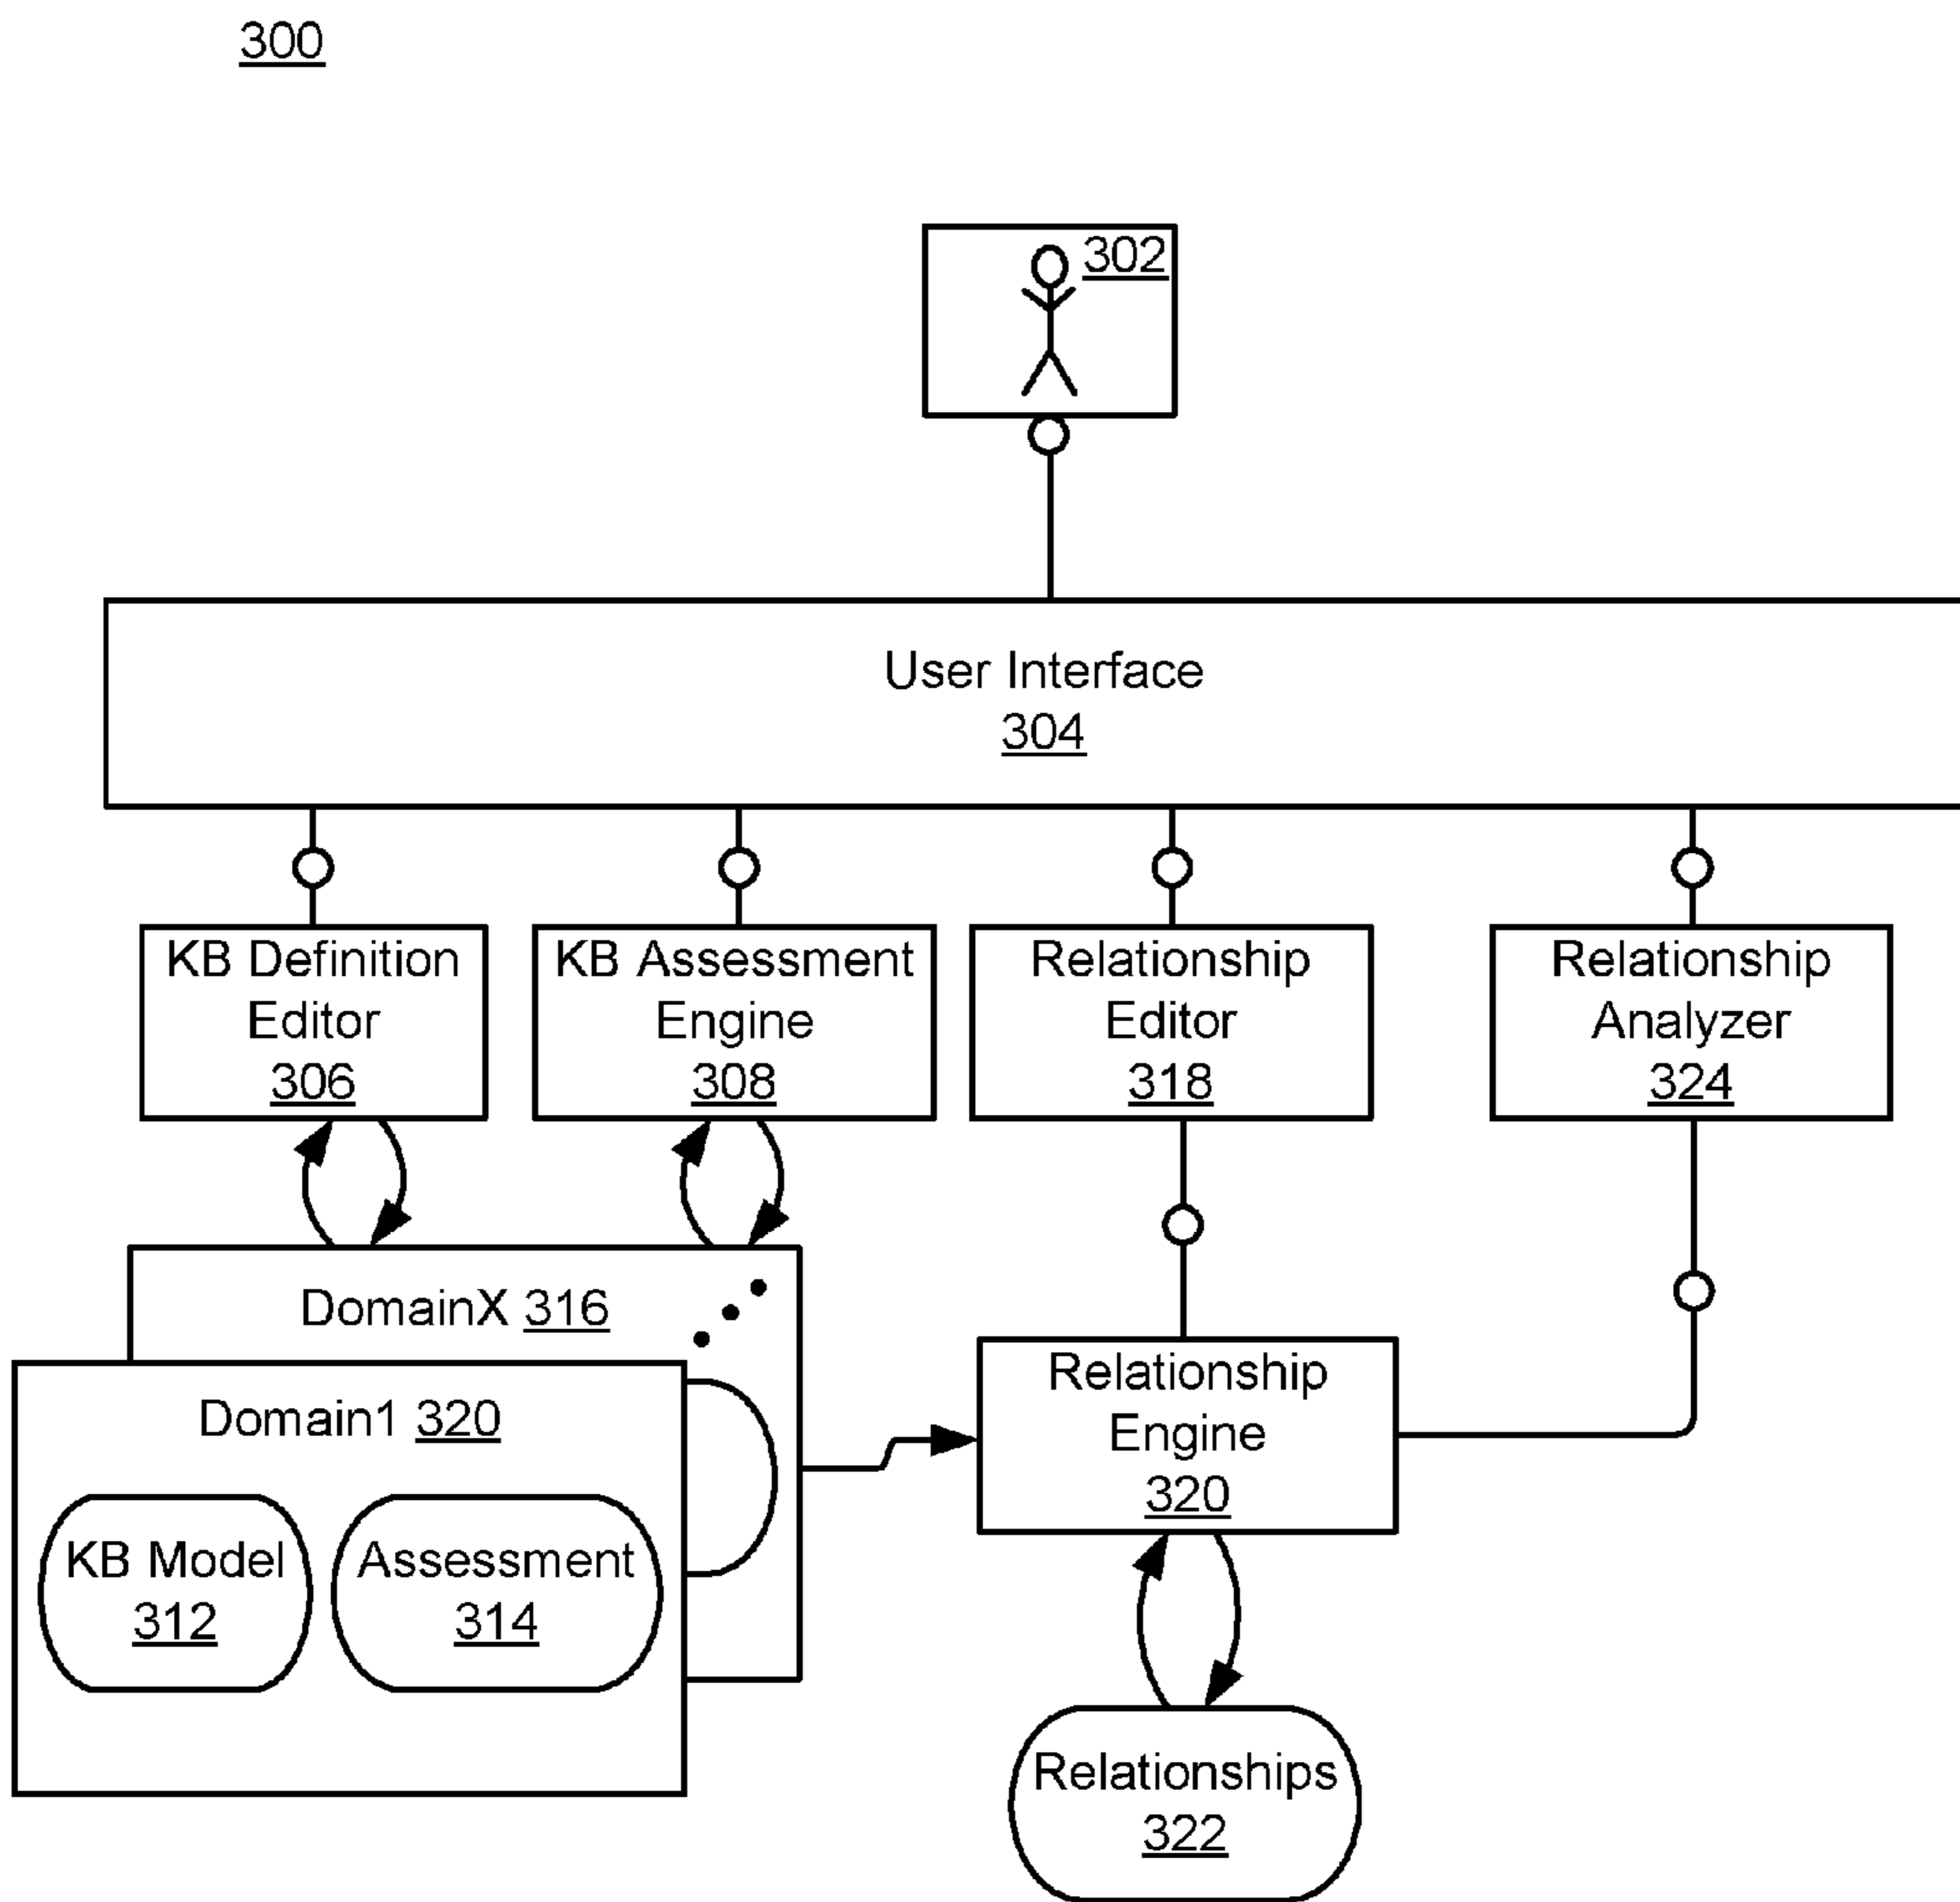 300
302
User Interface
304
KB Definition
Editor
306
KB Assessment
Engine
308
Relationship
Editor
318
Relationship
Analyzer
324
DomainX 316
Domain1 320
KB Model
312
Assessment
314
Relationship
Engine
320
Relationships
322